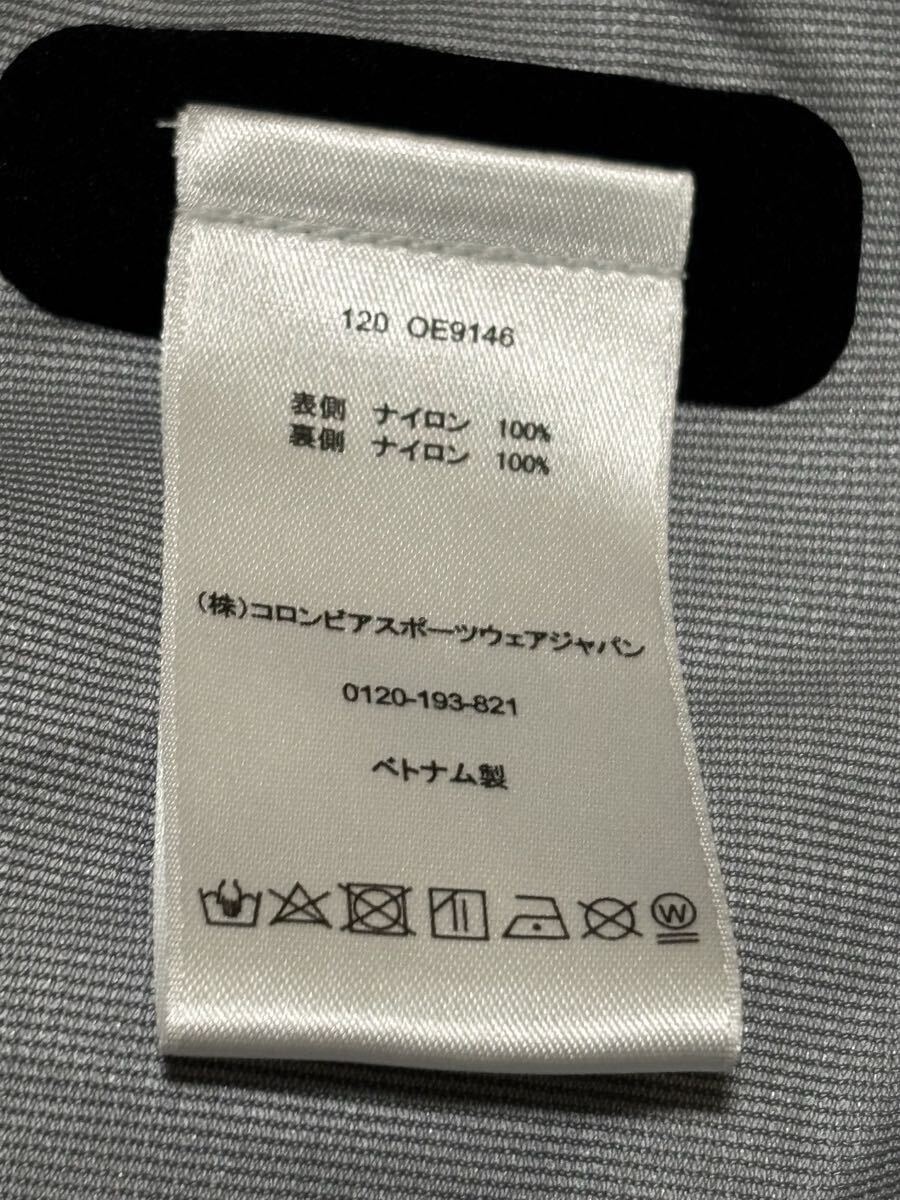 120 OE9146
表側 ナイロン 100%
裏側 ナイロン 100%
(株)コロンビアスポーツウェアジャパン
0120-193-821
ベトナム製
W